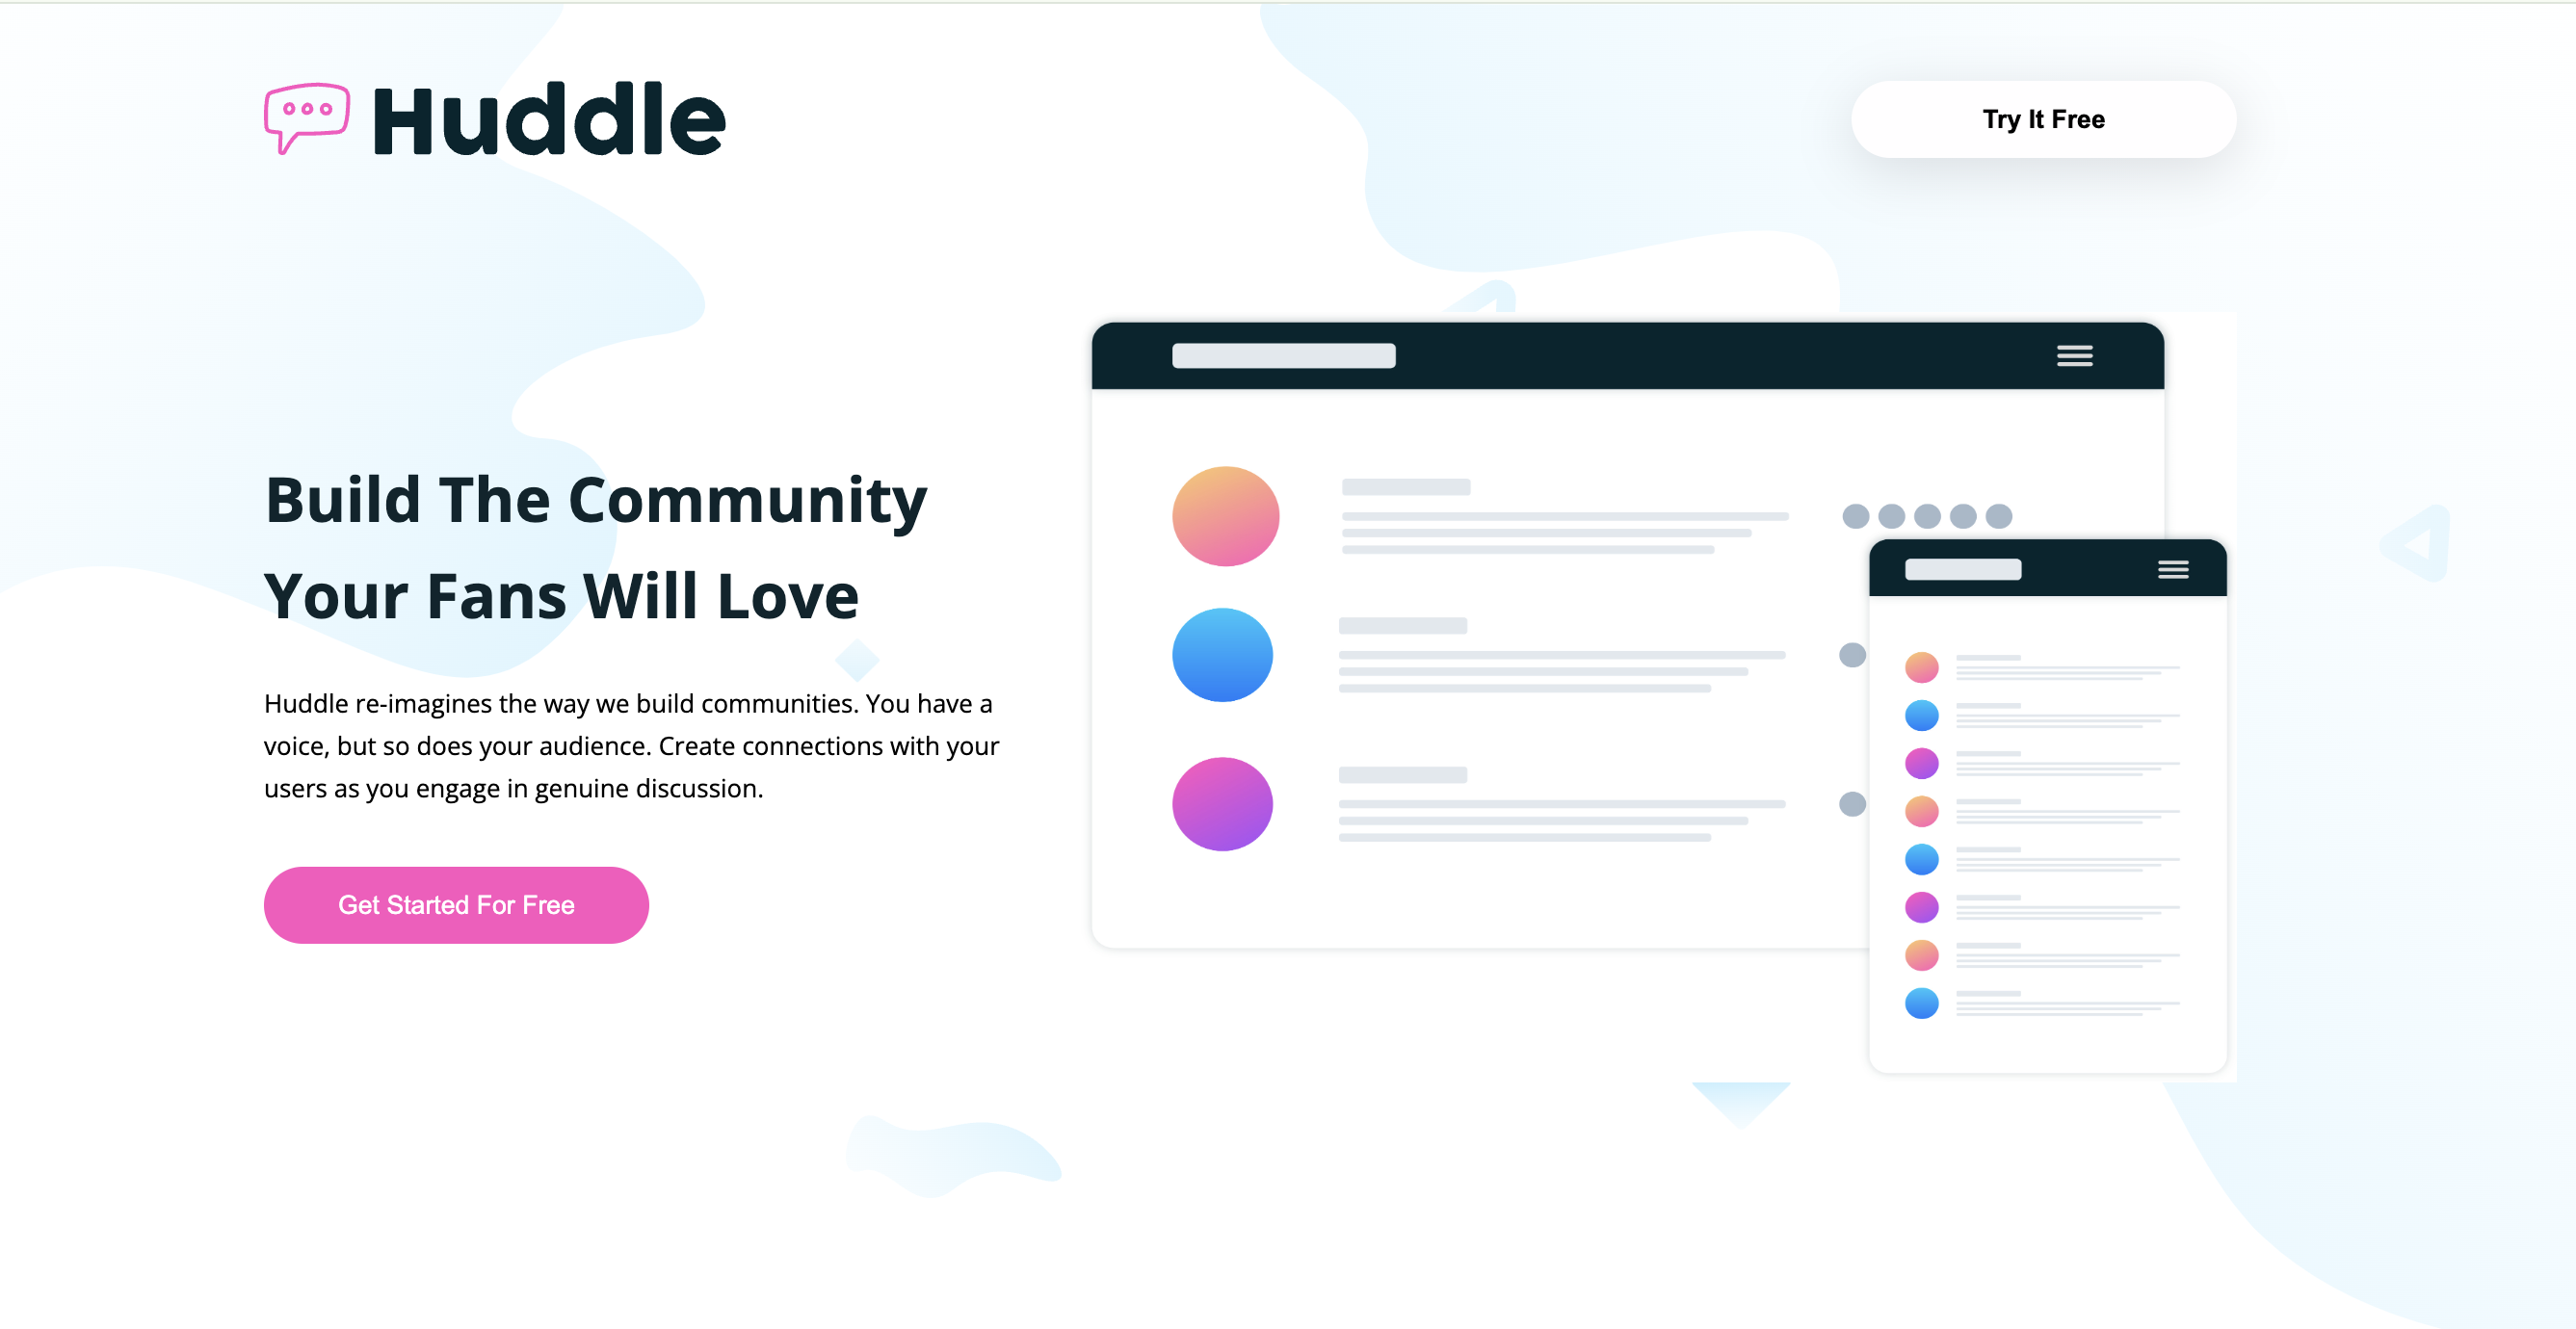 Huddle
Try It Free
Build The Community
Your Fans Will Love
Huddle re-imagines the way we build communities. You have a
voice, but so does your audience. Create connections with your
users as you engage in genuine discussion.
Get Started For Free